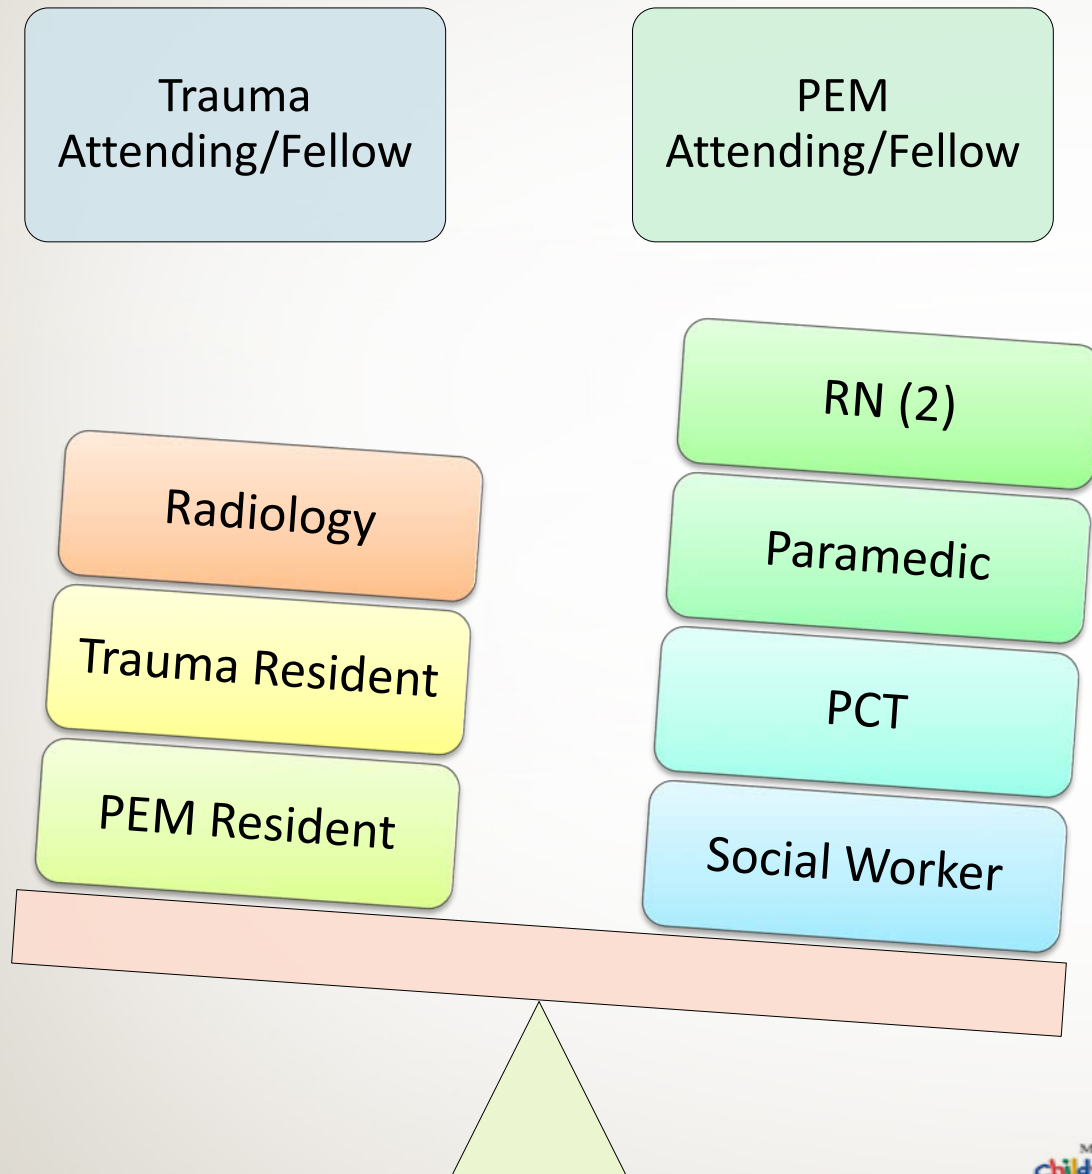 Trauma
Attending/Fellow
PEM
Attending/Fellow
Radiology
Trauma Resident
PEM Resident
RN (2)
Paramedic
PCT
Social Worker